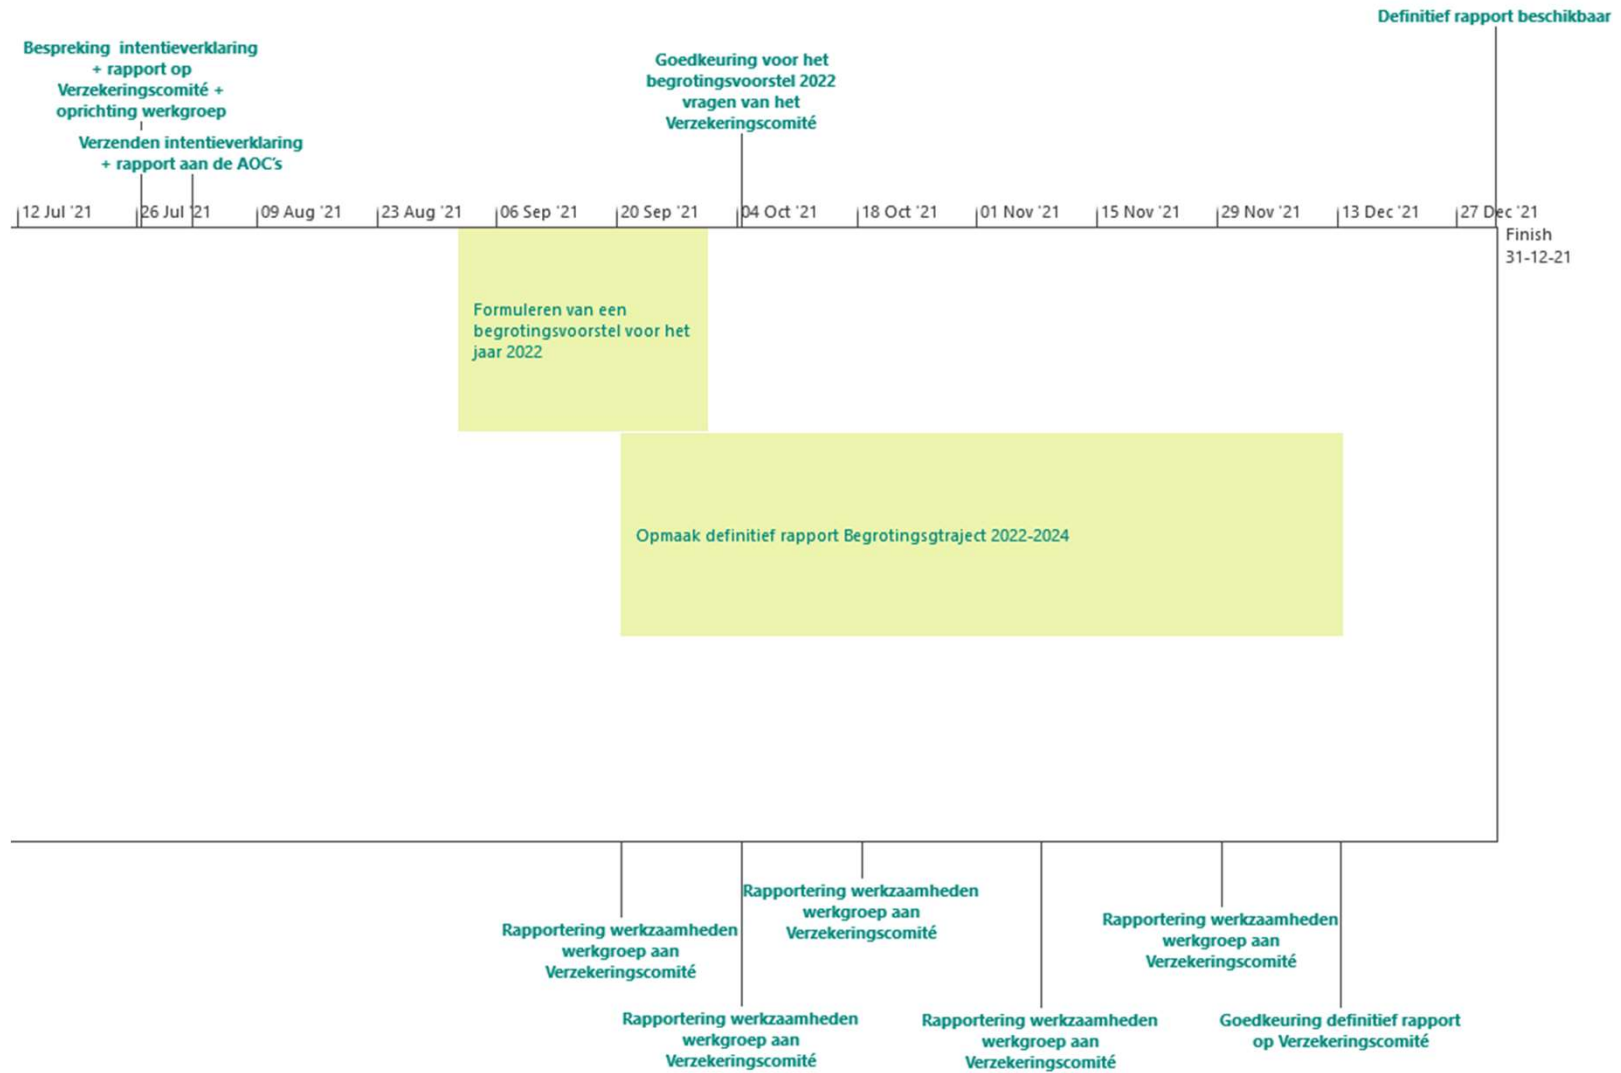 Definitief rapport beschikbaar
Bespreking intentieverklaring
+ rapport op
Verzekeringscomité +
oprichting werkgroep
Verzenden intentieverklaring
+ rapport aan de AOC's
Goedkeuring voor het
begrotingsvoorstel 2022
vragen van het
Verzekeringscomité
12 Jul '21
26 Jul '21
09 Aug '21
23 Aug '21
06 Sep '21
20 Sep '21
04 Oct '21
18 Oct '21
01 Nov '21
15 Nov '21
29 Nov '21
13 Dec '21
27 Dec '21
Finish
31-12-21
Formuleren van een
begrotingsvoorstel voor het
jaar 2022
Opmaak definitief rapport Begrotingsgtraject 2022-2024
Rapportering werkzaamheden
werkgroep aan
Verzekeringscomité
Rapportering werkzaamheden
werkgroep aan
Verzekeringscomité
Rapportering werkzaamheden
werkgroep aan
Verzekeringscomité
Rapportering werkzaamheden
werkgroep aan
Verzekeringscomité
Rapportering werkzaamheden
werkgroep aan
Verzekeringscomité
Goedkeuring definitief rapport
op Verzekeringscomité